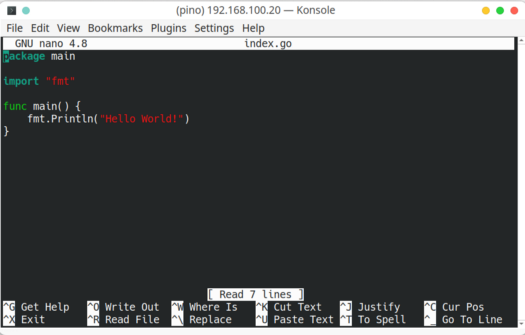 (pino) 192.168.100.20 — Konsole
File Edit View Bookmarks Plugins Settings Help
GNU nano 4.8 index.go
package main
import "fmt"
func main() {
    fmt.Println("Hello World!")
}
[ Read 7 lines ]
^G Get Help ^O Write Out ^W Where Is ^K Cut Text ^J Justify ^C Cur Pos
^X Exit ^R Read File ^\ Replace ^U Paste Text ^T To Spell ^_ Go To Line